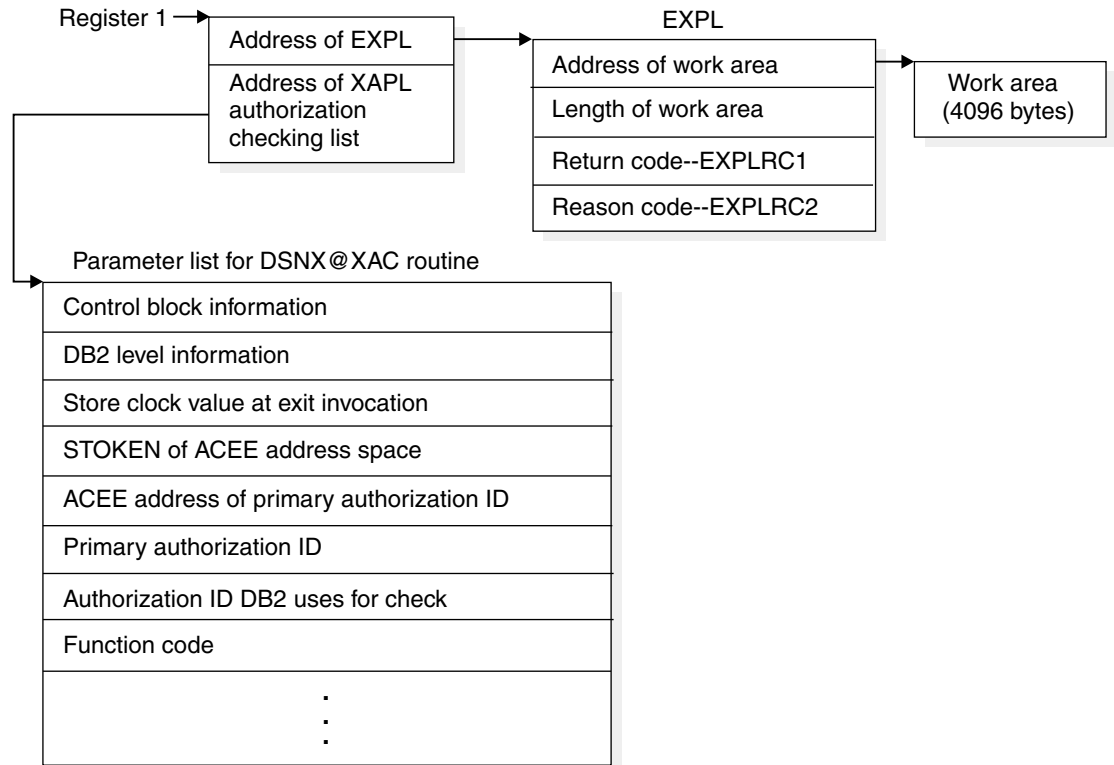 Register 1
Address of EXPL
Address of XAPL
authorization
checking list
EXPL
Address of work area
Length of work area
Return code--EXPLRC1
Reason code--EXPLRC2
Work area
(4096 bytes)
Parameter list for DSNX@XAC routine
Control block information
DB2 level information
Store clock value at exit invocation
STOKEN of ACEE address space
ACEE address of primary authorization ID
Primary authorization ID
Authorization ID DB2 uses for check
Function code
.
.
.